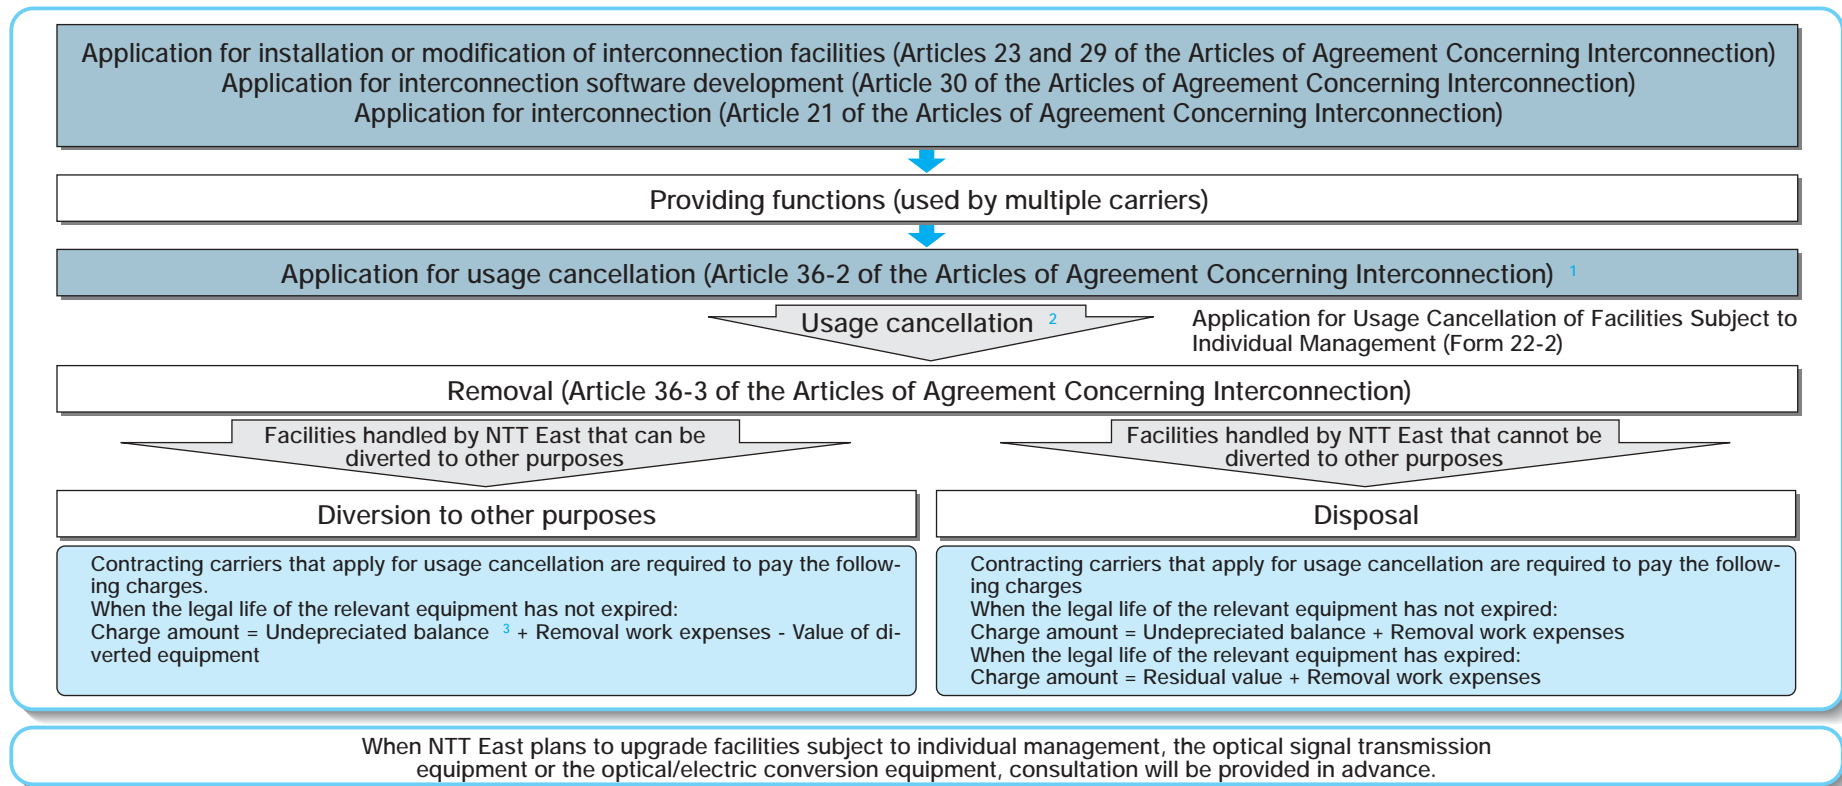 Application for installation or modification of interconnection facilities (Articles 23 and 29 of the Articles of Agreement Concerning Interconnection)
Application for interconnection software development (Article 30 of the Articles of Agreement Concerning Interconnection)
Application for interconnection (Article 21 of the Articles of Agreement Concerning Interconnection)
Providing functions (used by multiple carriers)
Application for usage cancellation (Article 36-2 of the Articles of Agreement Concerning Interconnection) 1
Usage cancellation 2
Application for Usage Cancellation of Facilities Subject to
Individual Management (Form 22-2)
Removal (Article 36-3 of the Articles of Agreement Concerning Interconnection)
Facilities handled by NTT East that can be
diverted to other purposes
Facilities handled by NTT East that cannot be
diverted to other purposes
Diversion to other purposes
Contracting carriers that apply for usage cancellation are required to pay the follow-
ing charges.
When the legal life of the relevant equipment has not expired:
Charge amount = Undepreciated balance 3 + Removal work expenses - Value of di-
verted equipment
Disposal
Contracting carriers that apply for usage cancellation are required to pay the follow-
ing charges
When the legal life of the relevant equipment has not expired:
Charge amount = Undepreciated balance + Removal work expenses
When the legal life of the relevant equipment has expired:
Charge amount = Residual value + Removal work expenses
When NTT East plans to upgrade facilities subject to individual management, the optical signal transmission
equipment or the optical/electric conversion equipment, consultation will be provided in advance.